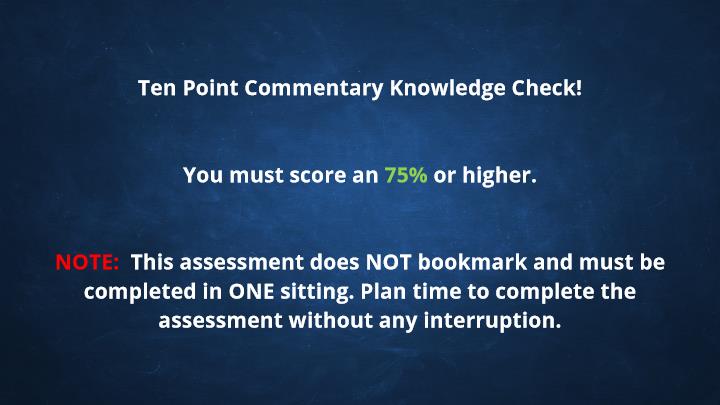 Ten Point Commentary Knowledge Check!
You must score an 75% or higher.
NOTE: This assessment does NOT bookmark and must be
completed in ONE sitting. Plan time to complete the
assessment without any interruption.